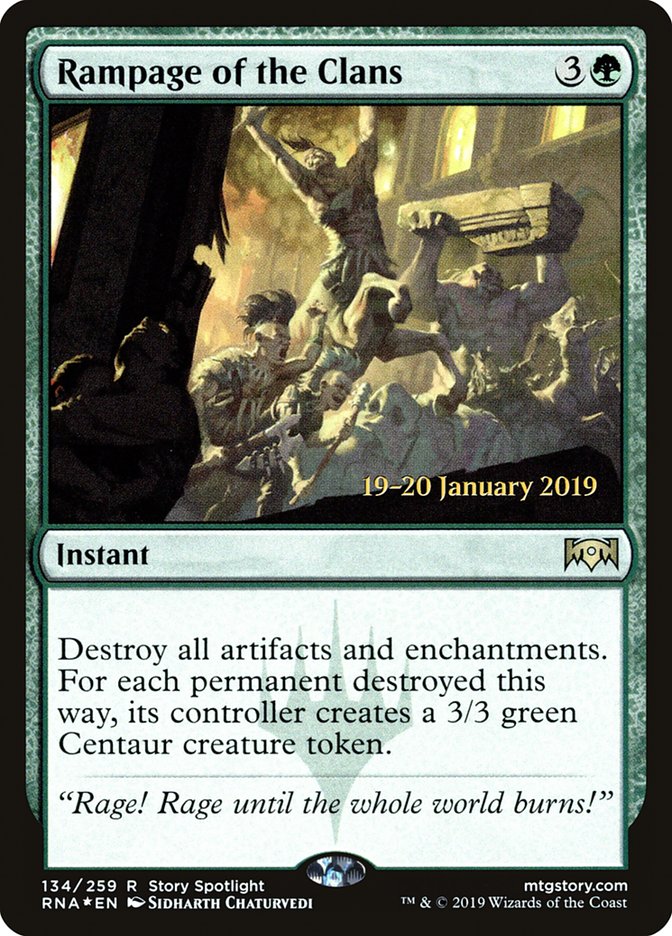 Rampage of the Clans 3
19–20 January 2019
Instant
Destroy all artifacts and enchantments.
For each permanent destroyed this
way, its controller creates a 3/3 green
Centaur creature token.
“Rage! Rage until the whole world burns!”
134/259 R Story Spotlight mtgstory.com
RNA★EN Sidharth Chaturvedi ™ & © 2019 Wizards of the Coast